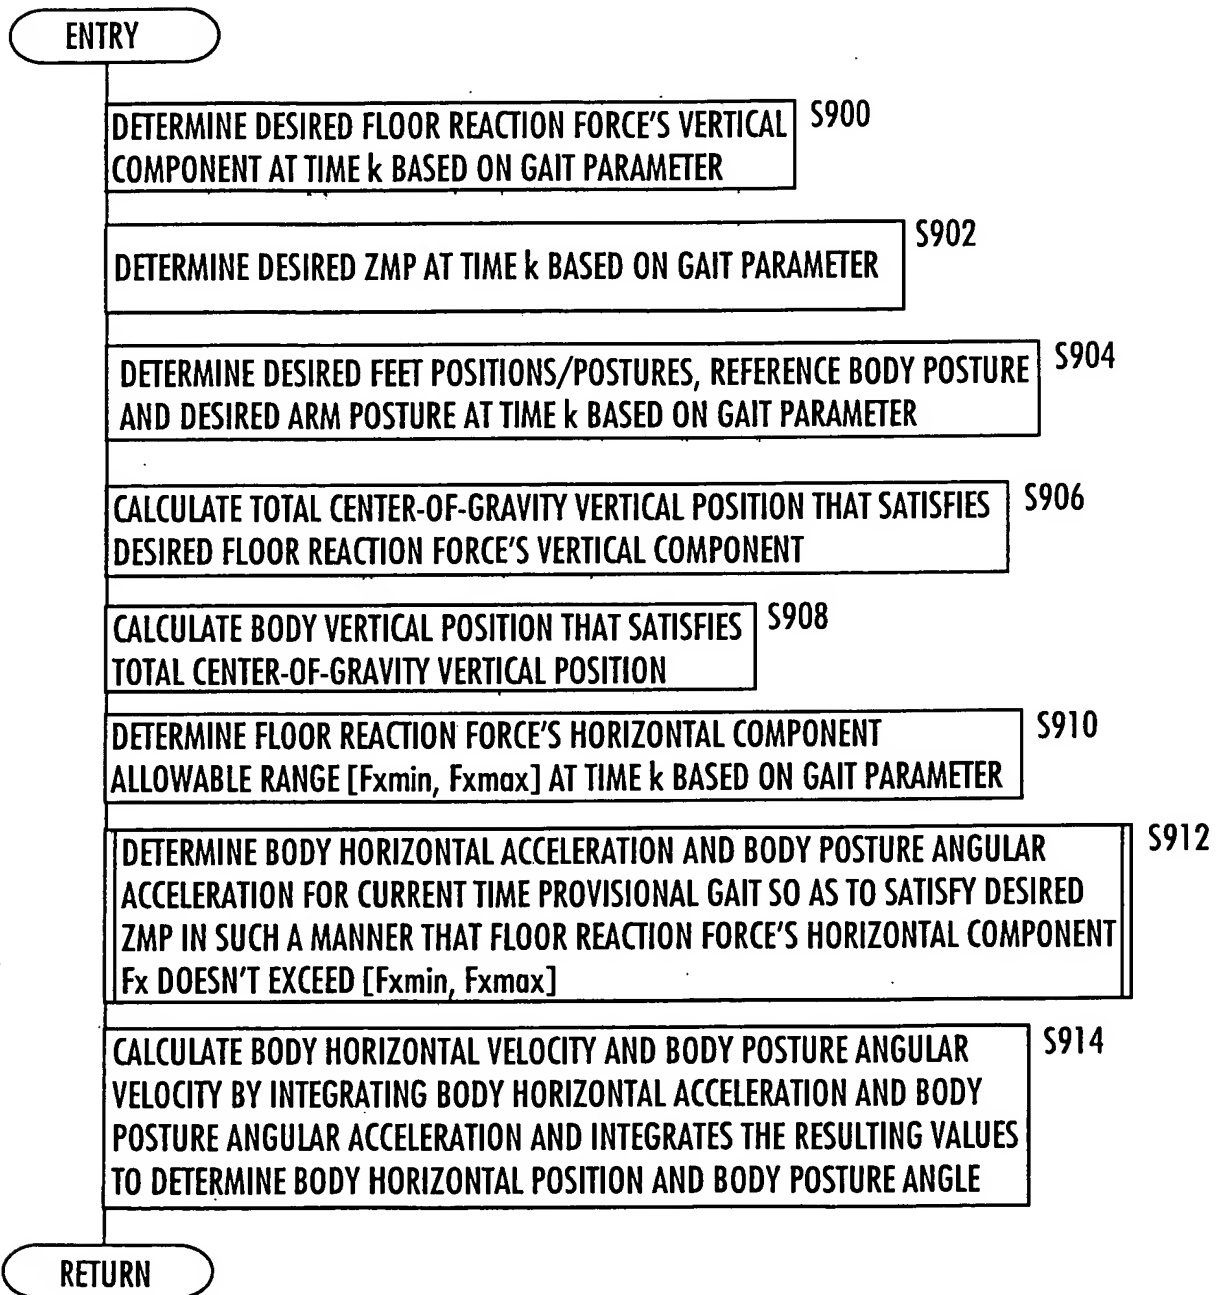 ENTRY
DETERMINE DESIRED FLOOR REACTION FORCE'S VERTICAL
COMPONENT AT TIME k BASED ON GAIT PARAMETER
S900
DETERMINE DESIRED ZMP AT TIME k BASED ON GAIT PARAMETER
S902
DETERMINE DESIRED FEET POSITIONS/POSTURES, REFERENCE BODY POSTURE
AND DESIRED ARM POSTURE AT TIME k BASED ON GAIT PARAMETER
S904
CALCULATE TOTAL CENTER-OF-GRAVITY VERTICAL POSITION THAT SATISFIES
DESIRED FLOOR REACTION FORCE'S VERTICAL COMPONENT
S906
CALCULATE BODY VERTICAL POSITION THAT SATISFIES
TOTAL CENTER-OF-GRAVITY VERTICAL POSITION
S908
DETERMINE FLOOR REACTION FORCE'S HORIZONTAL COMPONENT
ALLOWABLE RANGE [Fxmin, Fxmax] AT TIME k BASED ON GAIT PARAMETER
S910
DETERMINE BODY HORIZONTAL ACCELERATION AND BODY POSTURE ANGULAR
ACCELERATION FOR CURRENT TIME PROVISIONAL GAIT SO AS TO SATISFY DESIRED
ZMP IN SUCH A MANNER THAT FLOOR REACTION FORCE'S HORIZONTAL COMPONENT
Fx DOESN'T EXCEED [Fxmin, Fxmax]
S912
CALCULATE BODY HORIZONTAL VELOCITY AND BODY POSTURE ANGULAR
VELOCITY BY INTEGRATING BODY HORIZONTAL ACCELERATION AND BODY
POSTURE ANGULAR ACCELERATION AND INTEGRATES THE RESULTING VALUES
TO DETERMINE BODY HORIZONTAL POSITION AND BODY POSTURE ANGLE
S914
RETURN